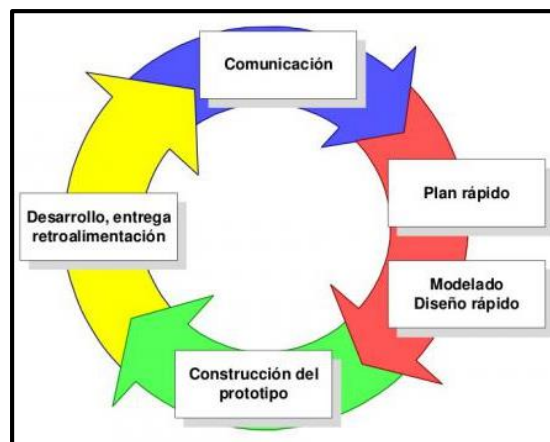 Comunicación
Plan rápido
Modelado
Diseño rápido
Construcción del
prototipo
Desarrollo, entrega
retroalimentación